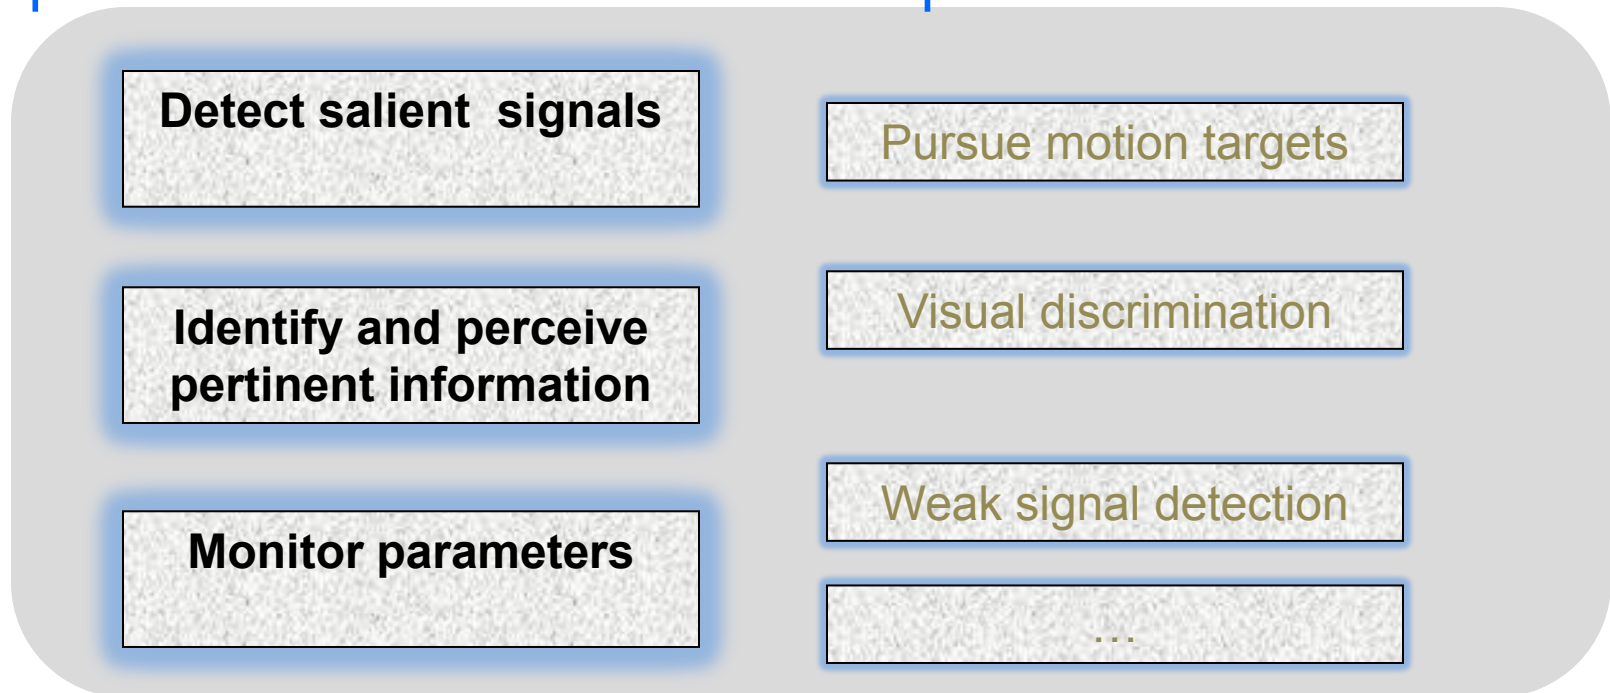 Detect salient  signals
Identify and perceive
pertinent information
Monitor parameters
Pursue motion targets
Visual discrimination
Weak signal detection
…